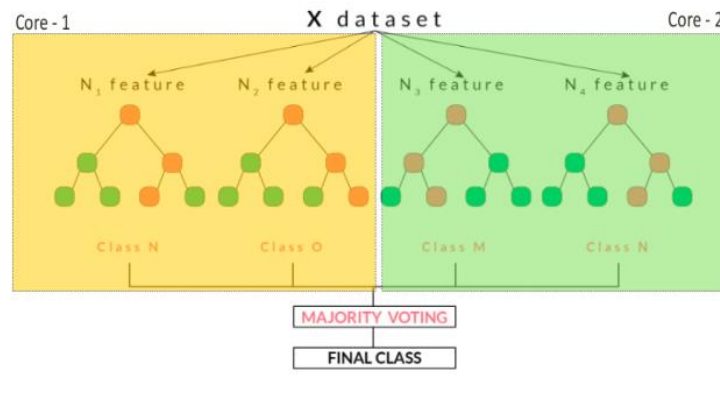 Core - 1
X dataset
Core - 2
N₁ feature
N₂ feature
N₃ feature
N₄ feature
Class N
Class O
Class M
Class N
MAJORITY VOTING
FINAL CLASS